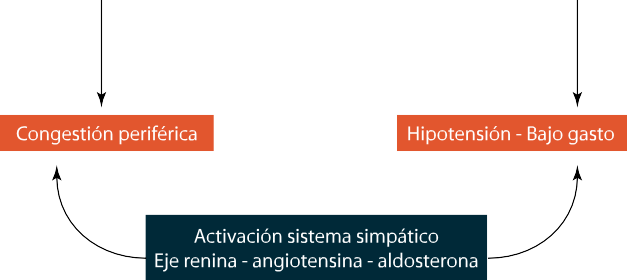 Congestión periférica
Hipotensión - Bajo gasto
Activación sistema simpático
Eje renina - angiotensina - aldosterona